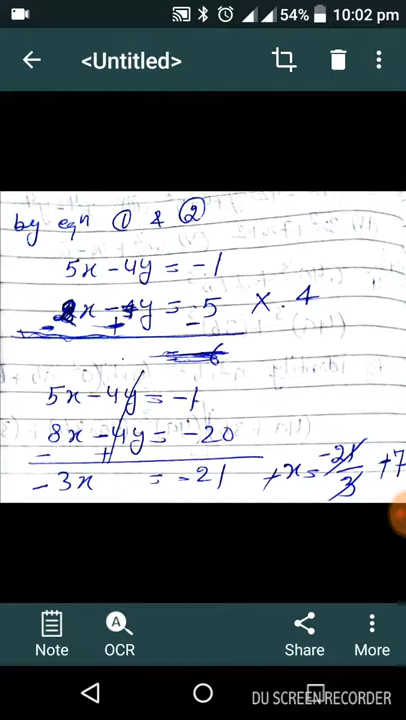 54% 10:02 pm
<Untitled>
by eqn ① & ②
5x - 4y = -1
2x - y = -5 × 4
- + -
5x - 4y = -1
8x - 4y = -20
- +
-3x = -21 +x = -21/3 +7
Note OCR Share More
DU SCREEN RECORDER